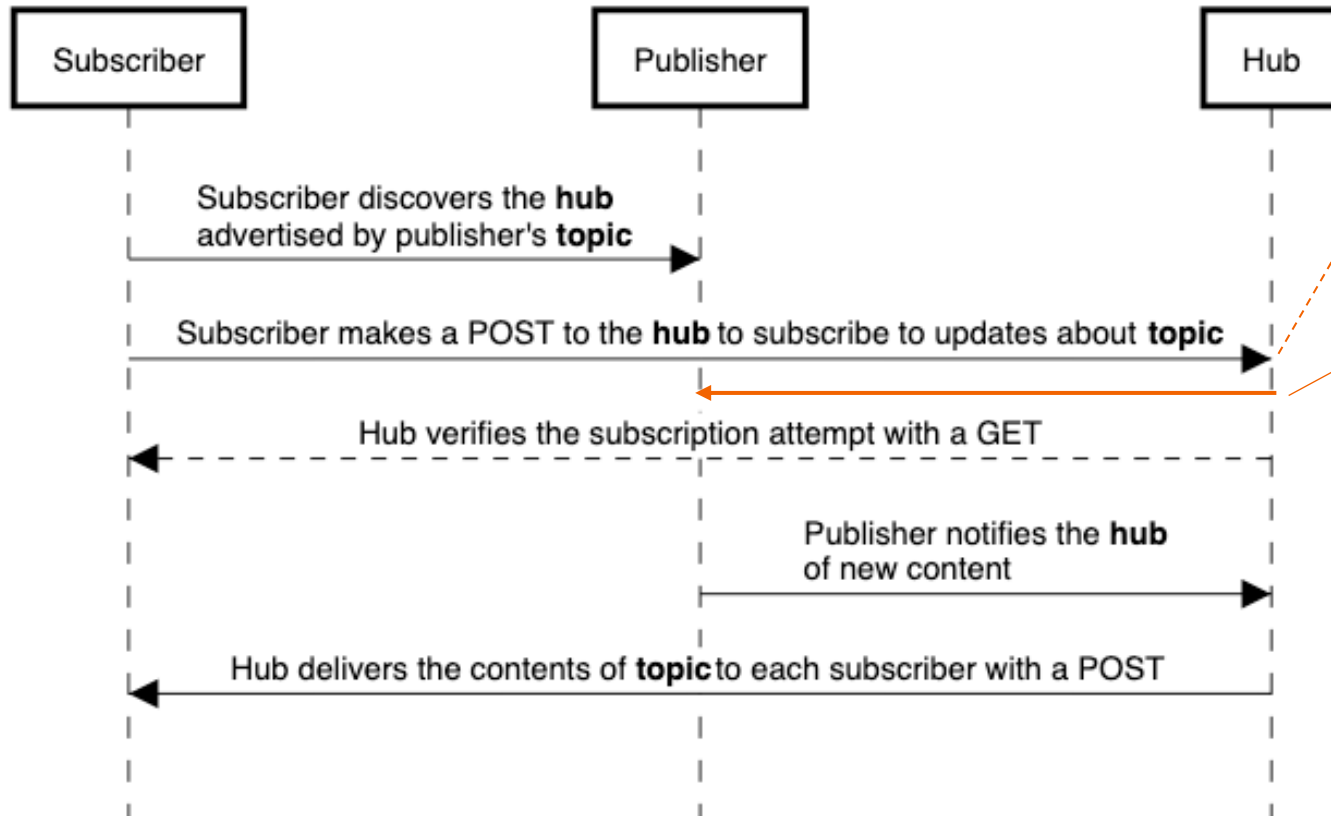 Subscriber
Publisher
Hub
Subscriber discovers the hub
advertised by publisher's topic
Subscriber makes a POST to the hub to subscribe to updates about topic
Hub verifies the subscription attempt with a GET
Publisher notifies the hub
of new content
Hub delivers the contents of topic to each subscriber with a POST